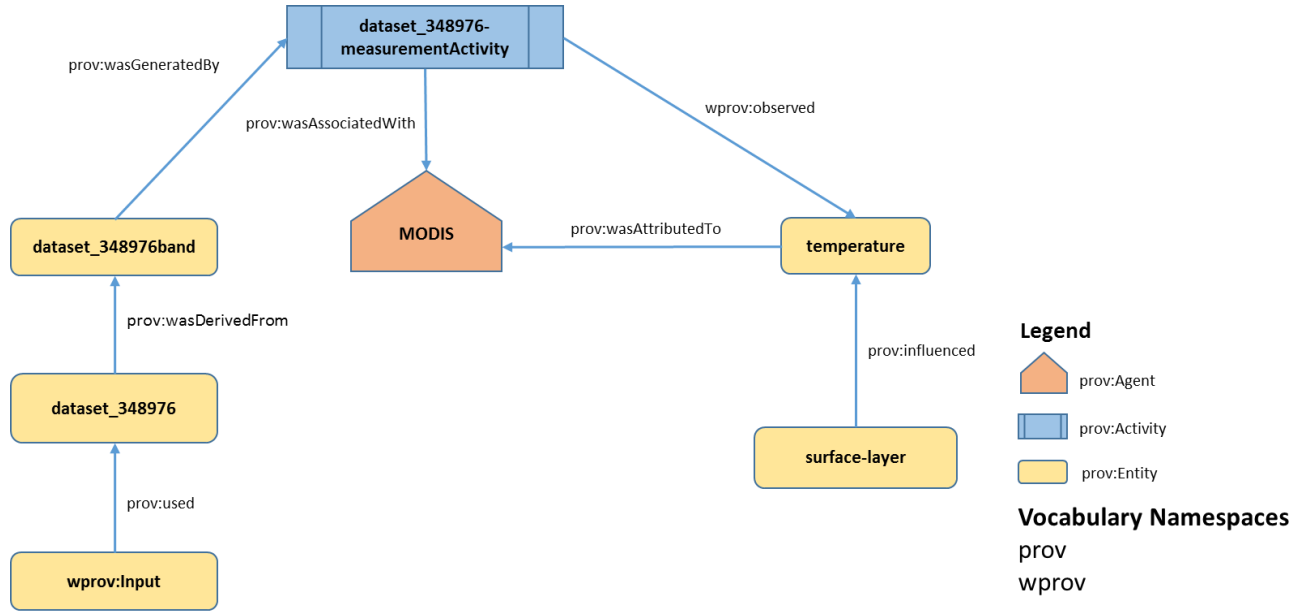 dataset_348976-
measurementActivity
prov:wasGeneratedBy
wprov:observed
prov:wasAssociatedWith
MODIS
prov:wasAttributedTo
dataset_348976band
temperature
prov:wasDerivedFrom
prov:influenced
dataset_348976
surface-layer
prov:used
wprov:Input
Legend
prov:Agent
prov:Activity
prov:Entity
Vocabulary Namespaces
prov
wprov